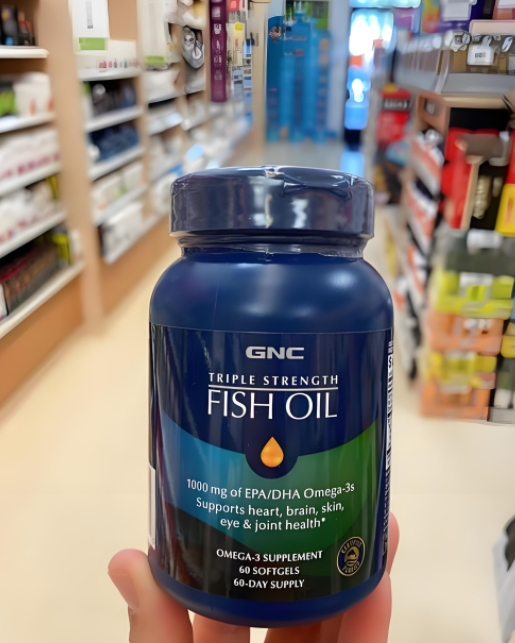 GNC
TRIPLE STRENGTH
FISH OIL
1000 mg of EPA/DHA Omega-3s
Supports heart, brain, skin,
eye & joint health*
OMEGA-3 SUPPLEMENT
60 SOFTGELS
60-DAY SUPPLY